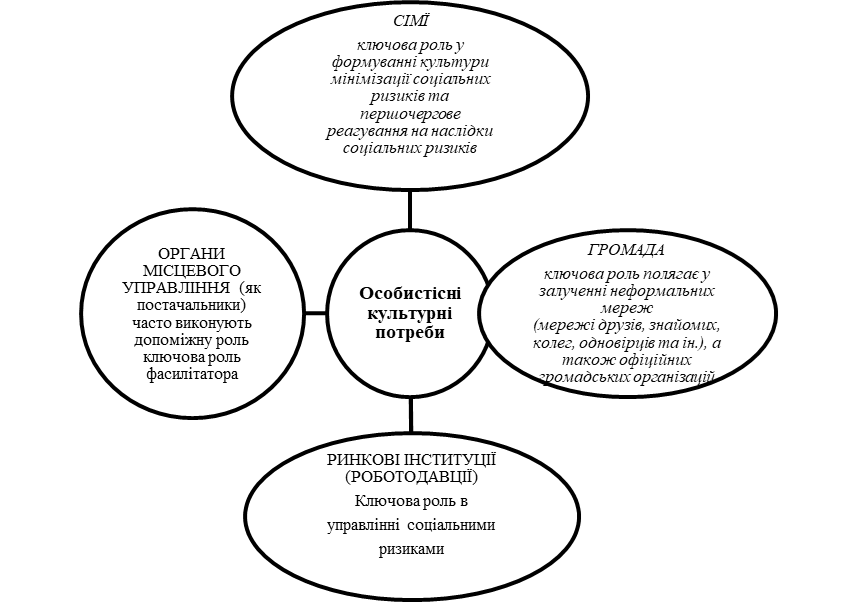 СІМЇ
ключова роль у
формуванні культури
мінімізації соціальних
ризиків та
першочергове
реагування на наслідки
соціальних ризиків
ОРГАНИ
МІСЦЕВОГО
УПРАВЛІННЯ (як
постачальники)
часто виконують
допоміжну роль
ключова роль
фасилітатора
Особистісні
культурні
потреби
ГРОМАДА
ключова роль полягає у
залученні неформальних
мереж
(мережі друзів, знайомих,
колег, одновірців та ін.), а
також офіційних
громадських організацій
РИНКОВІ ІНСТИТУЦІЇ
(РОБОТОДАВЦІЇ)
Ключова роль в
управлінні соціальними
ризиками